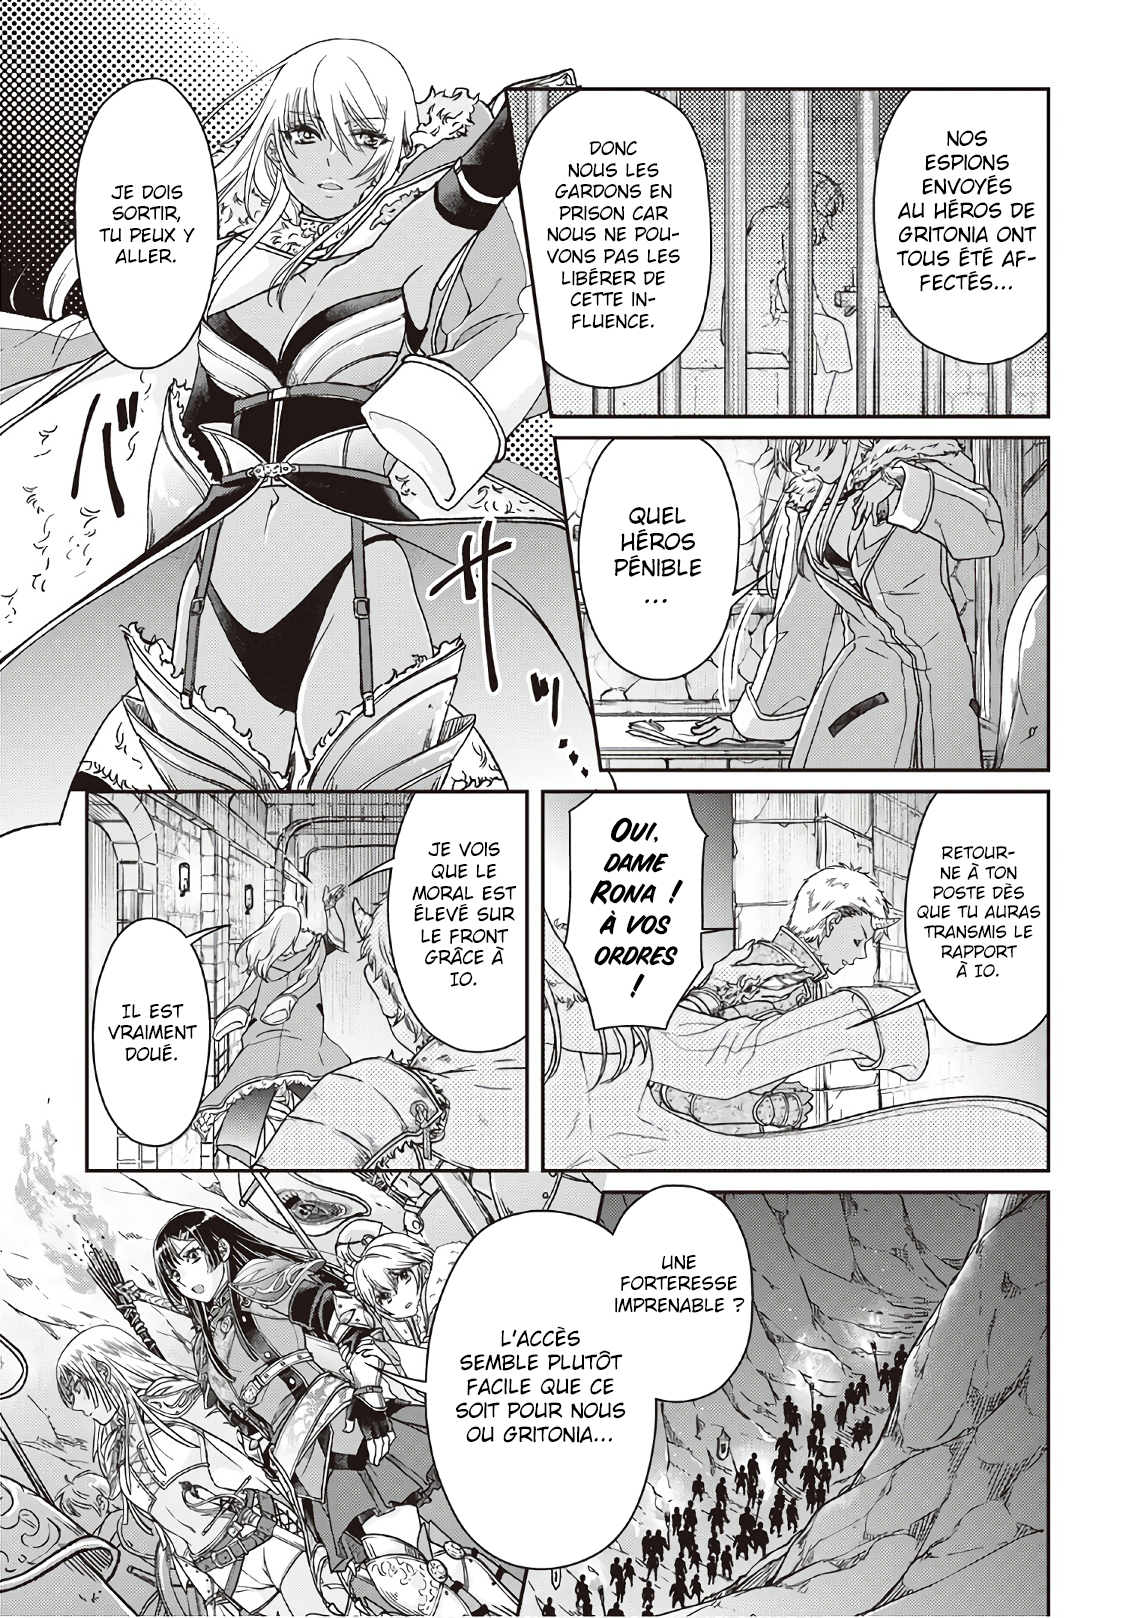 NOS
ESPIONS
ENVOYÉS
AU HÉROS DE
GRITONIA ONT
TOUS ÉTÉ AF-
FECTÉS...
DONC
NOUS LES
GARDONS EN
PRISON CAR
NOUS NE POU-
VONS PAS LES
LIBÉRER DE
CETTE IN-
FLUENCE.
QUEL
HÉROS
PÉNIBLE
...
JE DOIS
SORTIR,
TU PEUX Y
ALLER.
RETOUR-
NE À TON
POSTE DÈS
QUE TU AURAS
TRANSMIS LE
RAPPORT
À IO.
OUI,
DAME
RONA !
À VOS
ORDRES
!
JE VOIS
QUE LE
MORAL EST
ÉLEVÉ SUR
LE FRONT
GRÂCE À
IO.
IL EST
VRAIMENT
DOUÉ.
UNE
FORTERESSE
IMPRENABLE ?
L'ACCÈS
SEMBLE PLUTÔT
FACILE QUE CE
SOIT POUR NOUS
OU GRITONIA...